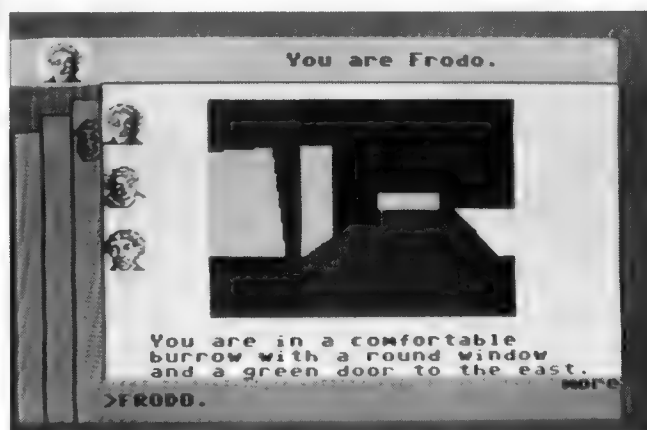 You are Frodo.
You are in a comfortable
burrow with a round window
and a green door to the east.
more
>FRODO.